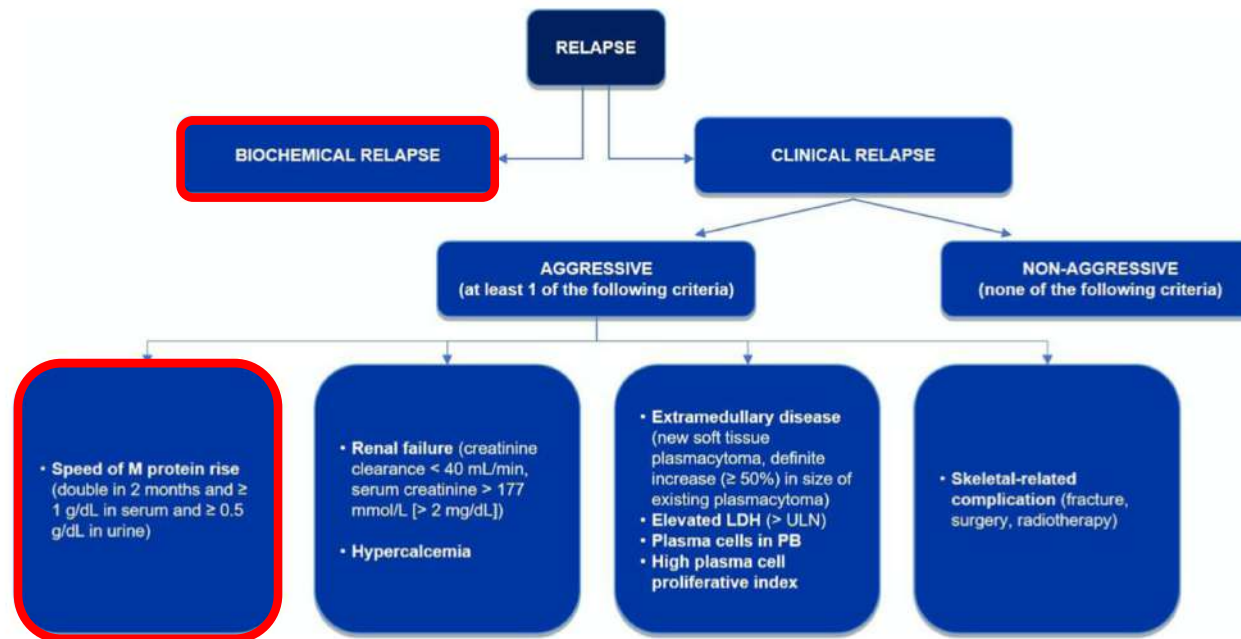 RELAPSE
BIOCHEMICAL RELAPSE
CLINICAL RELAPSE
AGGRESSIVE
(at least 1 of the following criteria)
NON-AGGRESSIVE
(none of the following criteria)
• Speed of M protein rise
(double in 2 months and ≥
1 g/dL in serum and ≥ 0.5
g/dL in urine)
• Renal failure (creatinine
clearance < 40 mL/min,
serum creatinine > 177
mmol/L [> 2 mg/dL])
• Hypercalcemia
• Extramedullary disease
(new soft tissue
plasmacytoma, definite
increase (≥ 50%) in size of
existing plasmacytoma)
• Elevated LDH (> ULN)
• Plasma cells in PB
• High plasma cell
proliferative index
• Skeletal-related
complication (fracture,
surgery, radiotherapy)